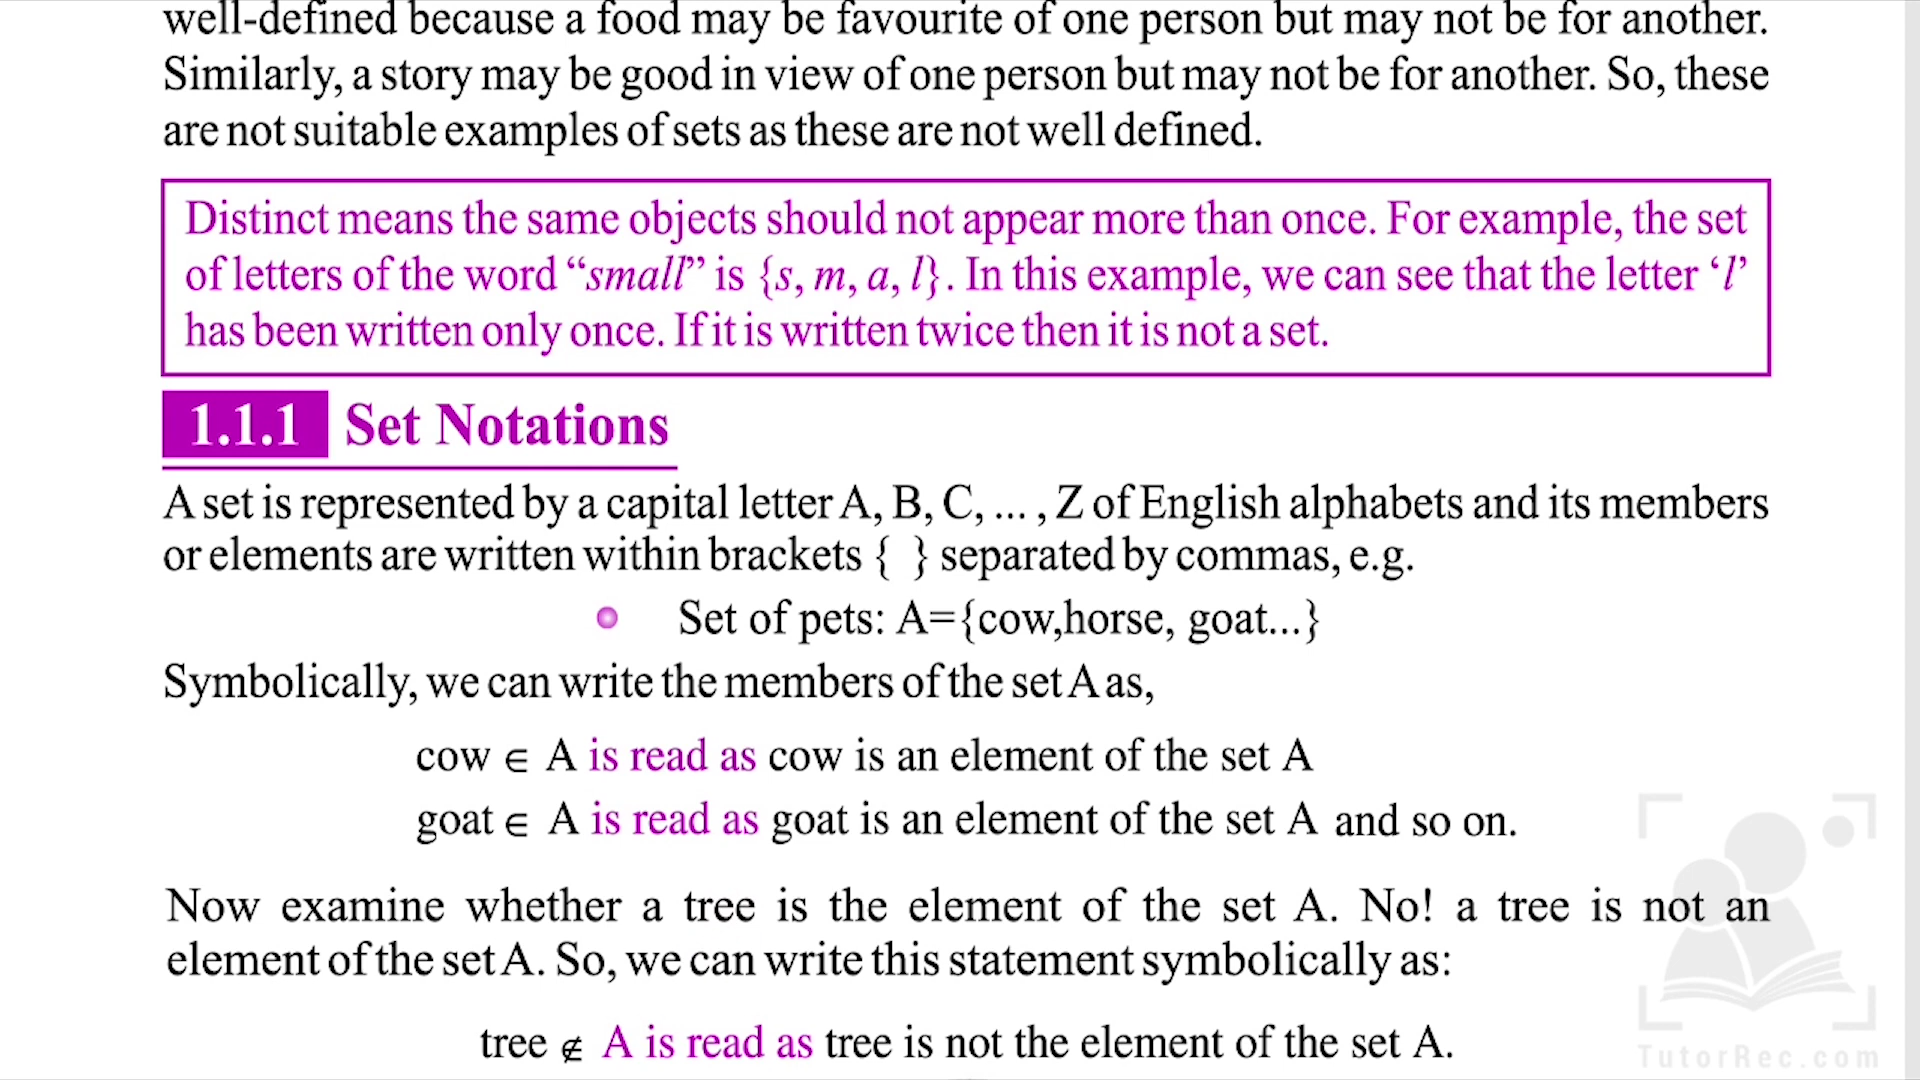 well-defined because a food may be favourite of one person but may not be for another.
Similarly, a story may be good in view of one person but may not be for another. So, these
are not suitable examples of sets as these are not well defined.
Distinct means the same objects should not appear more than once. For example, the set
of letters of the word “small” is {s, m, a, l}. In this example, we can see that the letter ‘l’
has been written only once. If it is written twice then it is not a set.
1.1.1 Set Notations
A set is represented by a capital letter A, B, C, ... , Z of English alphabets and its members
or elements are written within brackets { } separated by commas, e.g.
Set of pets: A={cow,horse, goat...}
Symbolically, we can write the members of the set A as,
cow ∈ A is read as cow is an element of the set A
goat ∈ A is read as goat is an element of the set A and so on.
Now examine whether a tree is the element of the set A. No! a tree is not an
element of the set A. So, we can write this statement symbolically as:
tree ∉ A is read as tree is not the element of the set A.
TutorRec.com